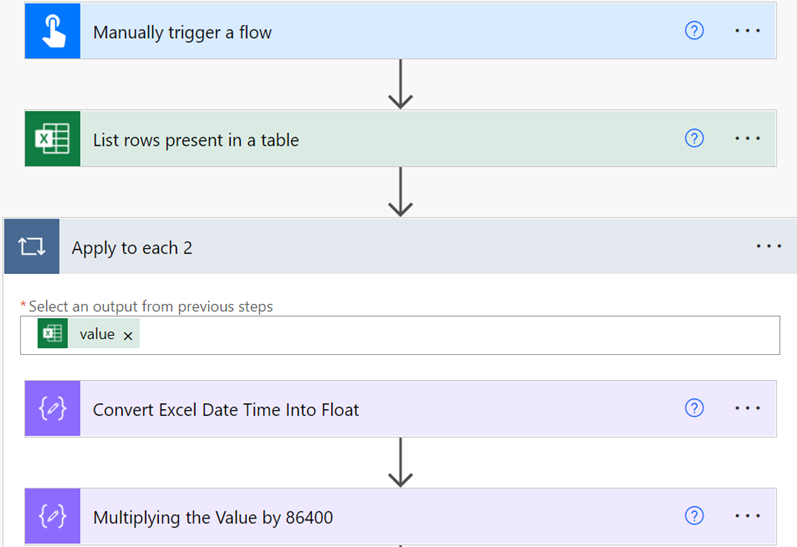 Manually trigger a flow
List rows present in a table
Apply to each 2
*Select an output from previous steps
value ×
Convert Excel Date Time Into Float
Multiplying the Value by 86400